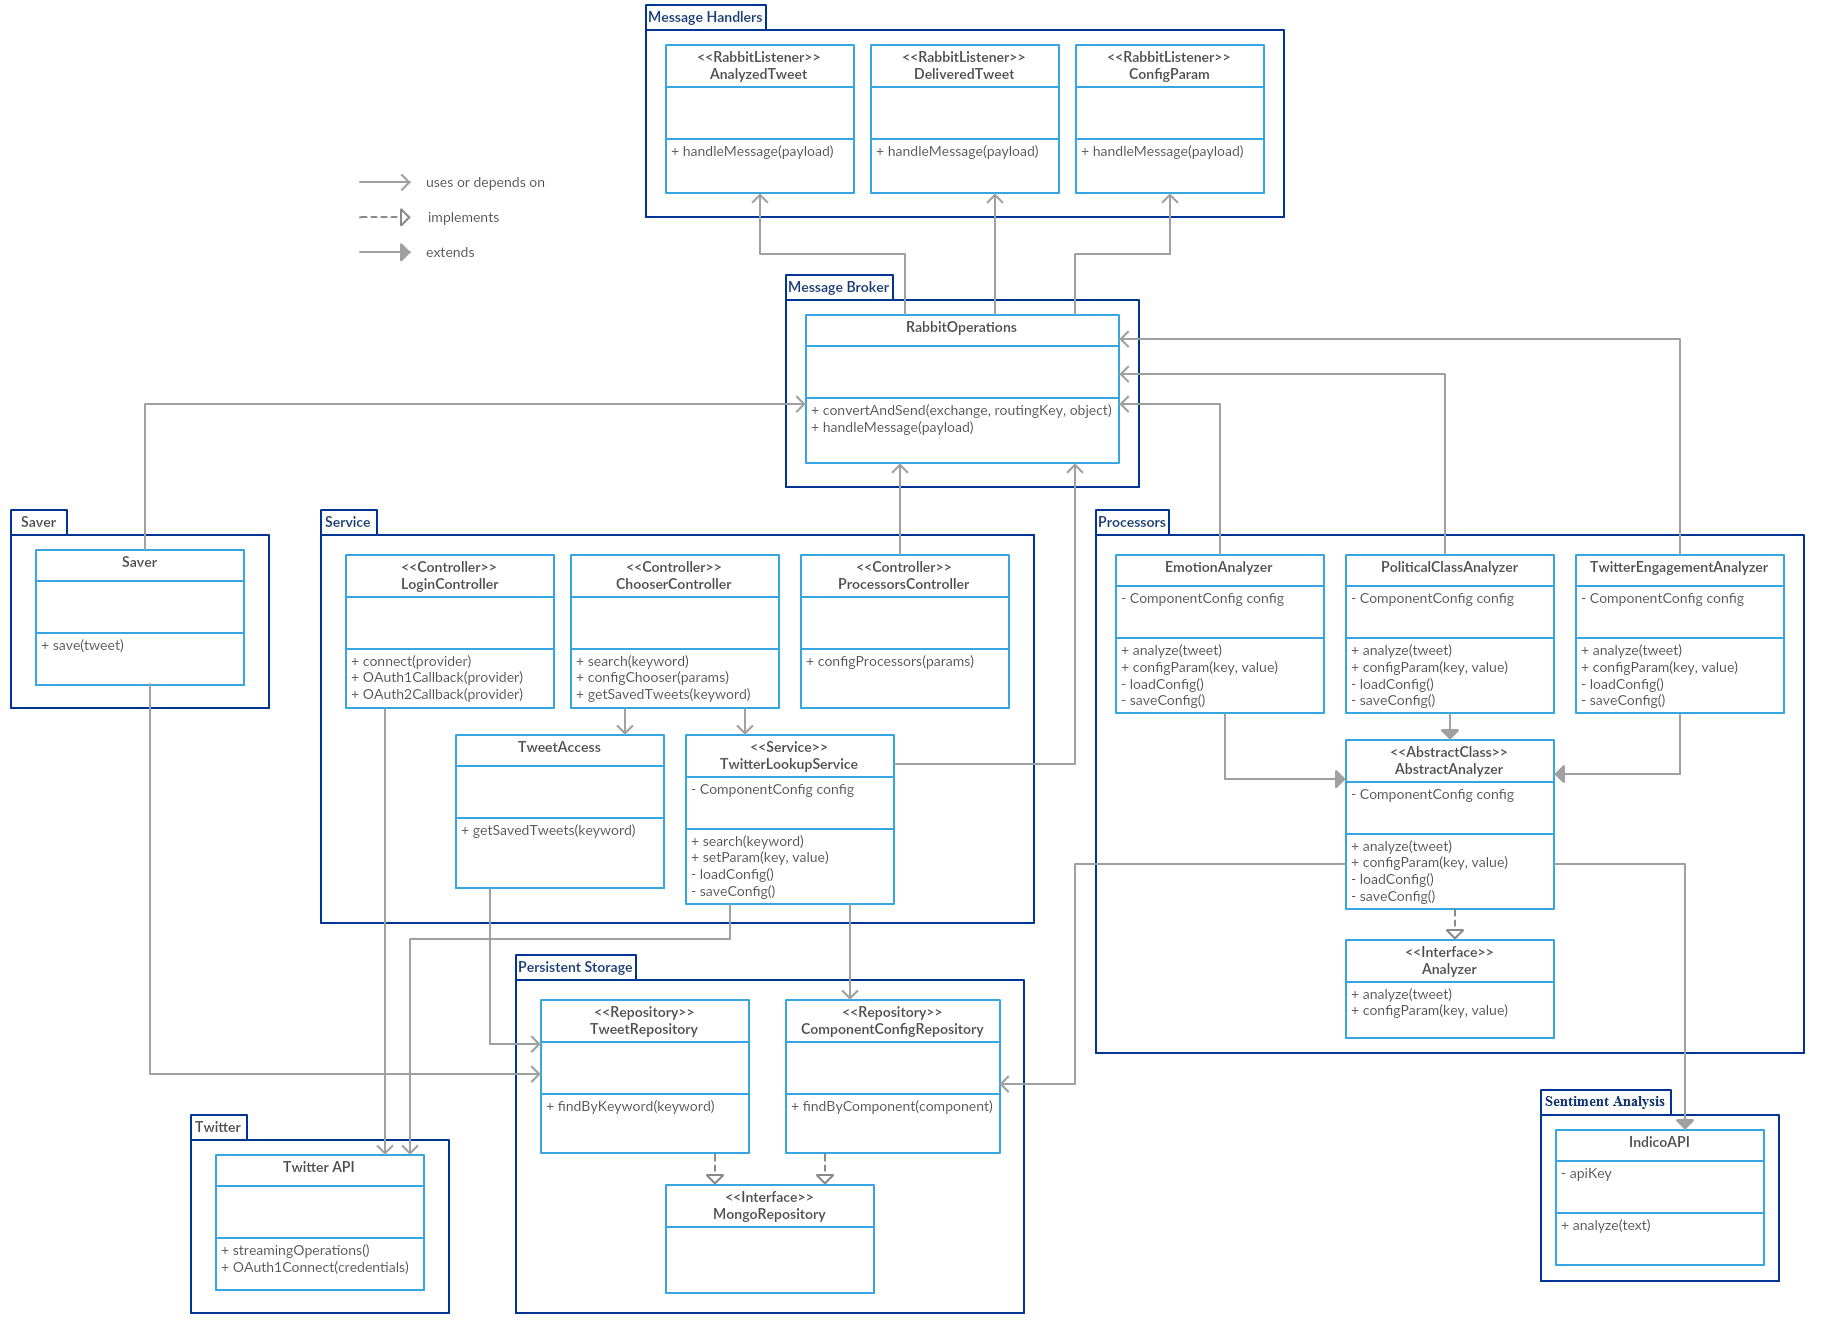 Message Handlers
<<RabbitListener>>
AnalyzedTweet
+ handleMessage(payload)
<<RabbitListener>>
DeliveredTweet
+ handleMessage(payload)
<<RabbitListener>>
ConfigParam
+ handleMessage(payload)
uses or depends on
implements
extends
Message Broker
RabbitOperations
+ convertAndSend(exchange, routingKey, object)
+ handleMessage(payload)
Saver
Saver
+ save(tweet)
Service
<<Controller>>
LoginController
+ connect(provider)
+ OAuth1Callback(provider)
+ OAuth2Callback(provider)
<<Controller>>
ChooserController
+ search(keyword)
+ configChooser(params)
+ getSavedTweets(keyword)
<<Controller>>
ProcessorsController
+ configProcessors(params)
TweetAccess
+ getSavedTweets(keyword)
<<Service>>
TwitterLookupService
- ComponentConfig config
+ search(keyword)
+ setParam(key, value)
- loadConfig()
- saveConfig()
Processors
EmotionAnalyzer
- ComponentConfig config
+ analyze(tweet)
+ configParam(key, value)
- loadConfig()
- saveConfig()
PoliticalClassAnalyzer
- ComponentConfig config
+ analyze(tweet)
+ configParam(key, value)
- loadConfig()
- saveConfig()
TwitterEngagementAnalyzer
- ComponentConfig config
+ analyze(tweet)
+ configParam(key, value)
- loadConfig()
- saveConfig()
<<AbstractClass>>
AbstractAnalyzer
- ComponentConfig config
+ analyze(tweet)
+ configParam(key, value)
- loadConfig()
- saveConfig()
<<Interface>>
Analyzer
+ analyze(tweet)
+ configParam(key, value)
Persistent Storage
<<Repository>>
TweetRepository
+ findByKeyword(keyword)
<<Repository>>
ComponentConfigRepository
+ findByComponent(component)
<<Interface>>
MongoRepository
Twitter
Twitter API
+ streamingOperations()
+ OAuth1Connect(credentials)
Sentiment Analysis
IndicoAPI
- apiKey
+ analyze(text)